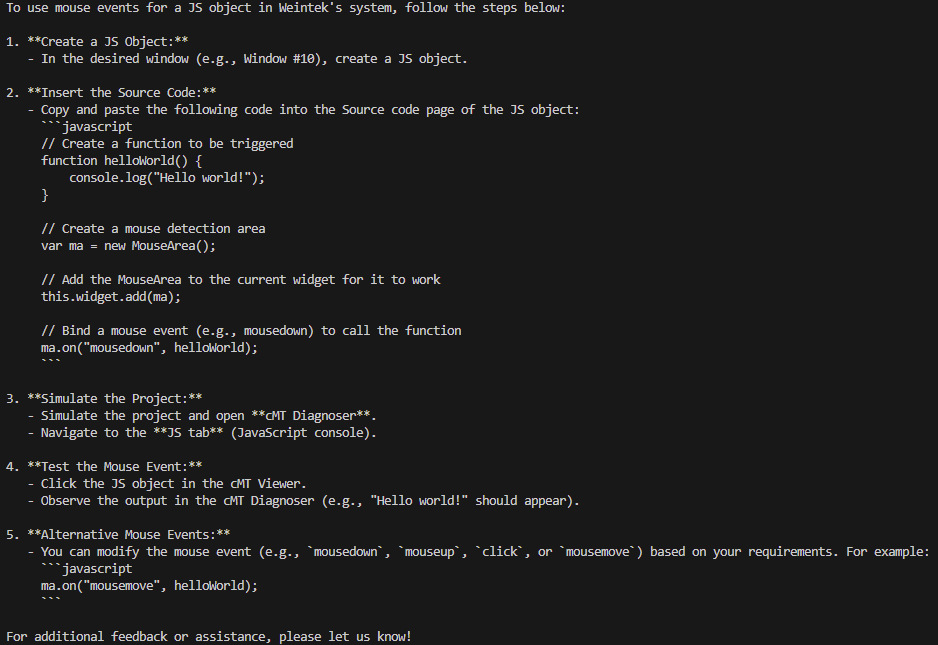 To use mouse events for a JS object in Weintek's system, follow the steps below:

1. **Create a JS Object:**
   - In the desired window (e.g., Window #10), create a JS object.

2. **Insert the Source Code:**
   - Copy and paste the following code into the Source code page of the JS object:
     ```javascript
     // Create a function to be triggered
     function helloWorld() {
         console.log("Hello world!");
     }

     // Create a mouse detection area
     var ma = new MouseArea();

     // Add the MouseArea to the current widget for it to work
     this.widget.add(ma);

     // Bind a mouse event (e.g., mousedown) to call the function
     ma.on("mousedown", helloWorld);
     ```

3. **Simulate the Project:**
   - Simulate the project and open **cMT Diagnoser**.
   - Navigate to the **JS tab** (JavaScript console).

4. **Test the Mouse Event:**
   - Click the JS object in the cMT Viewer.
   - Observe the output in the cMT Diagnoser (e.g., "Hello world!" should appear).

5. **Alternative Mouse Events:**
   - You can modify the mouse event (e.g., `mousedown`, `mouseup`, `click`, or `mousemove`) based on your requirements. For example:
     ```javascript
     ma.on("mousemove", helloWorld);
     ```

For additional feedback or assistance, please let us know!